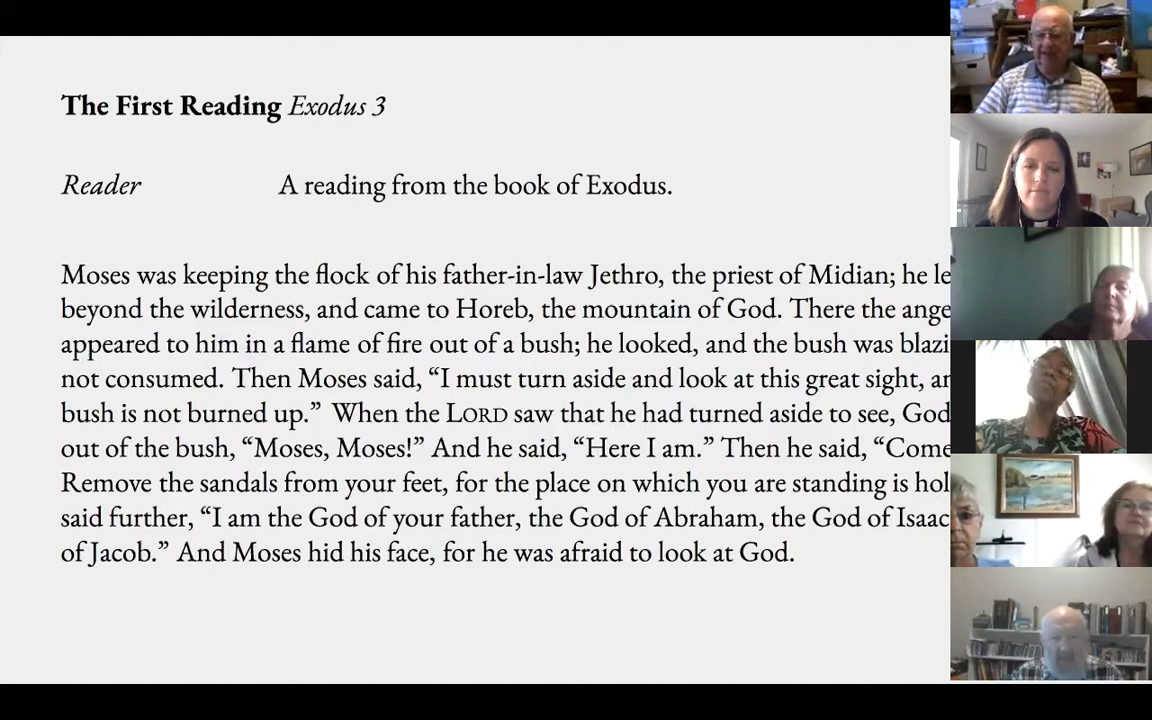 The First Reading Exodus 3
Reader A reading from the book of Exodus.
Moses was keeping the flock of his father-in-law Jethro, the priest of Midian; he le
beyond the wilderness, and came to Horeb, the mountain of God. There the ange
appeared to him in a flame of fire out of a bush; he looked, and the bush was blazi
not consumed. Then Moses said, “I must turn aside and look at this great sight, an
bush is not burned up.” When the LORD saw that he had turned aside to see, God
out of the bush, “Moses, Moses!” And he said, “Here I am.” Then he said, “Come
Remove the sandals from your feet, for the place on which you are standing is hol
said further, “I am the God of your father, the God of Abraham, the God of Isaac
of Jacob.” And Moses hid his face, for he was afraid to look at God.